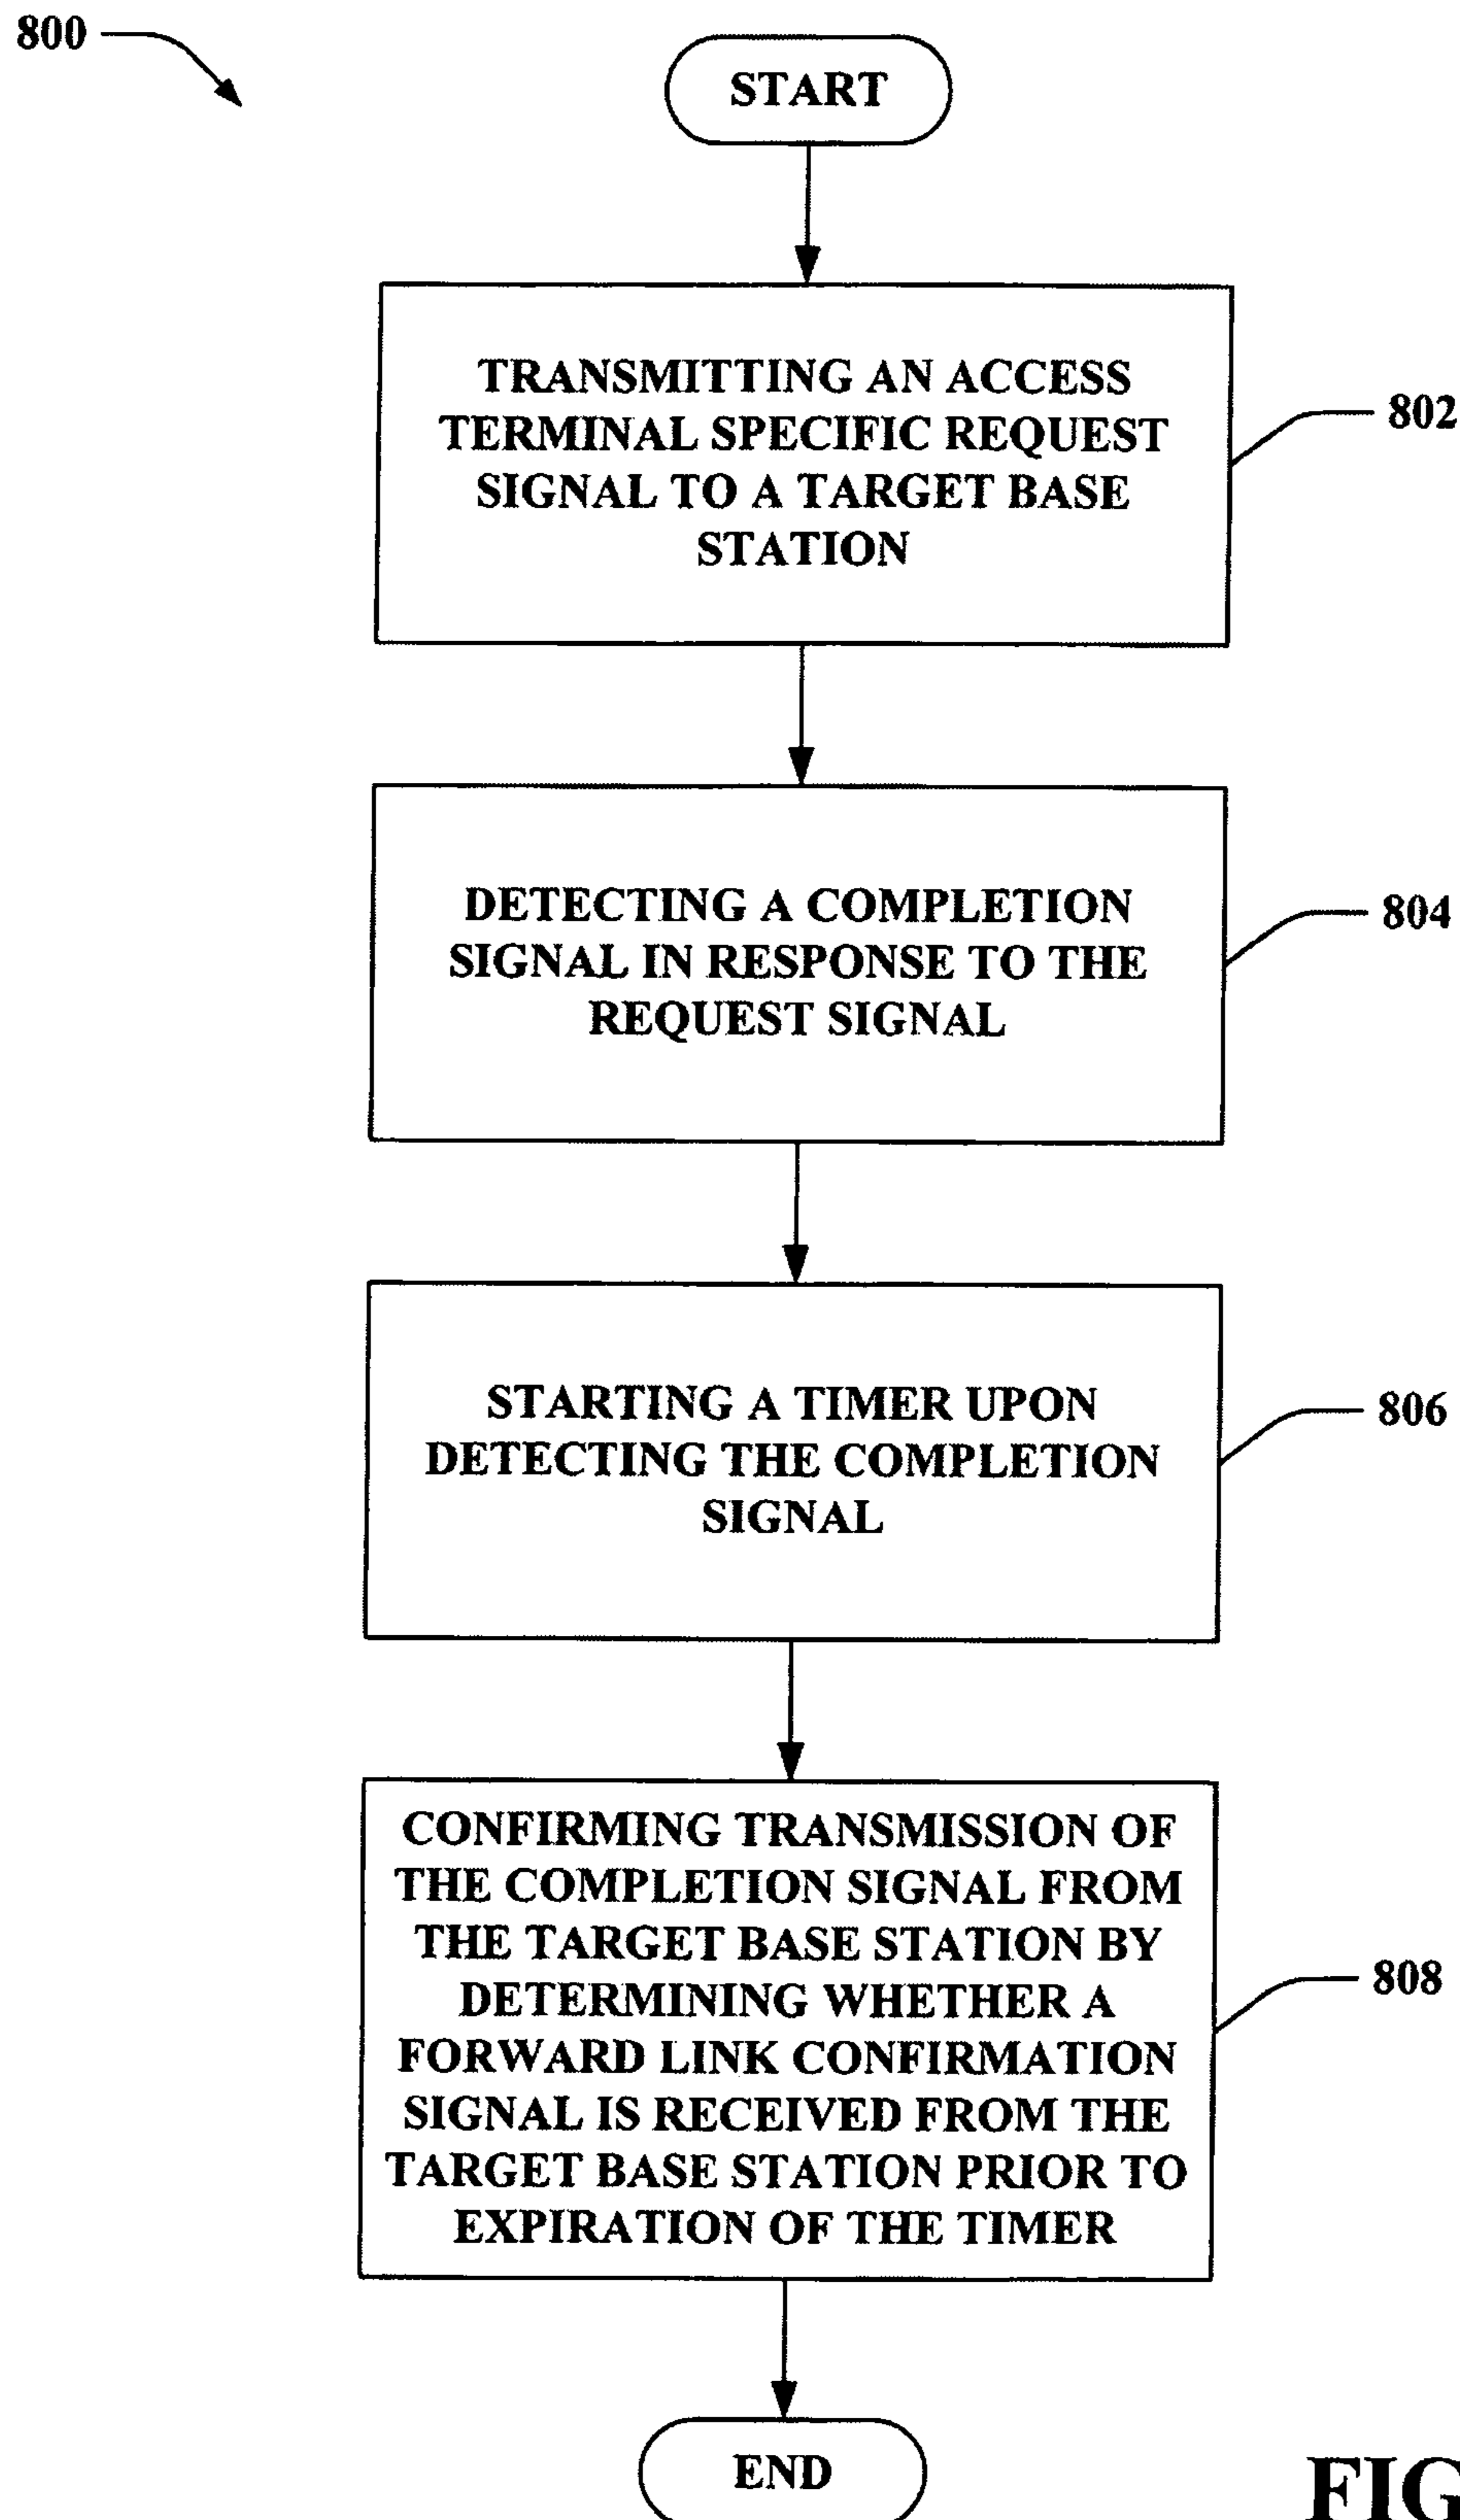 800
START
TRANSMITTING AN ACCESS
TERMINAL SPECIFIC REQUEST
SIGNAL TO A TARGET BASE
STATION
802
DETECTING A COMPLETION
SIGNAL IN RESPONSE TO THE
REQUEST SIGNAL
804
STARTING A TIMER UPON
DETECTING THE COMPLETION
SIGNAL
806
CONFIRMING TRANSMISSION OF
THE COMPLETION SIGNAL FROM
THE TARGET BASE STATION BY
DETERMINING WHETHER A
FORWARD LINK CONFIRMATION
SIGNAL IS RECEIVED FROM THE
TARGET BASE STATION PRIOR TO
EXPIRATION OF THE TIMER
808
END
FIG